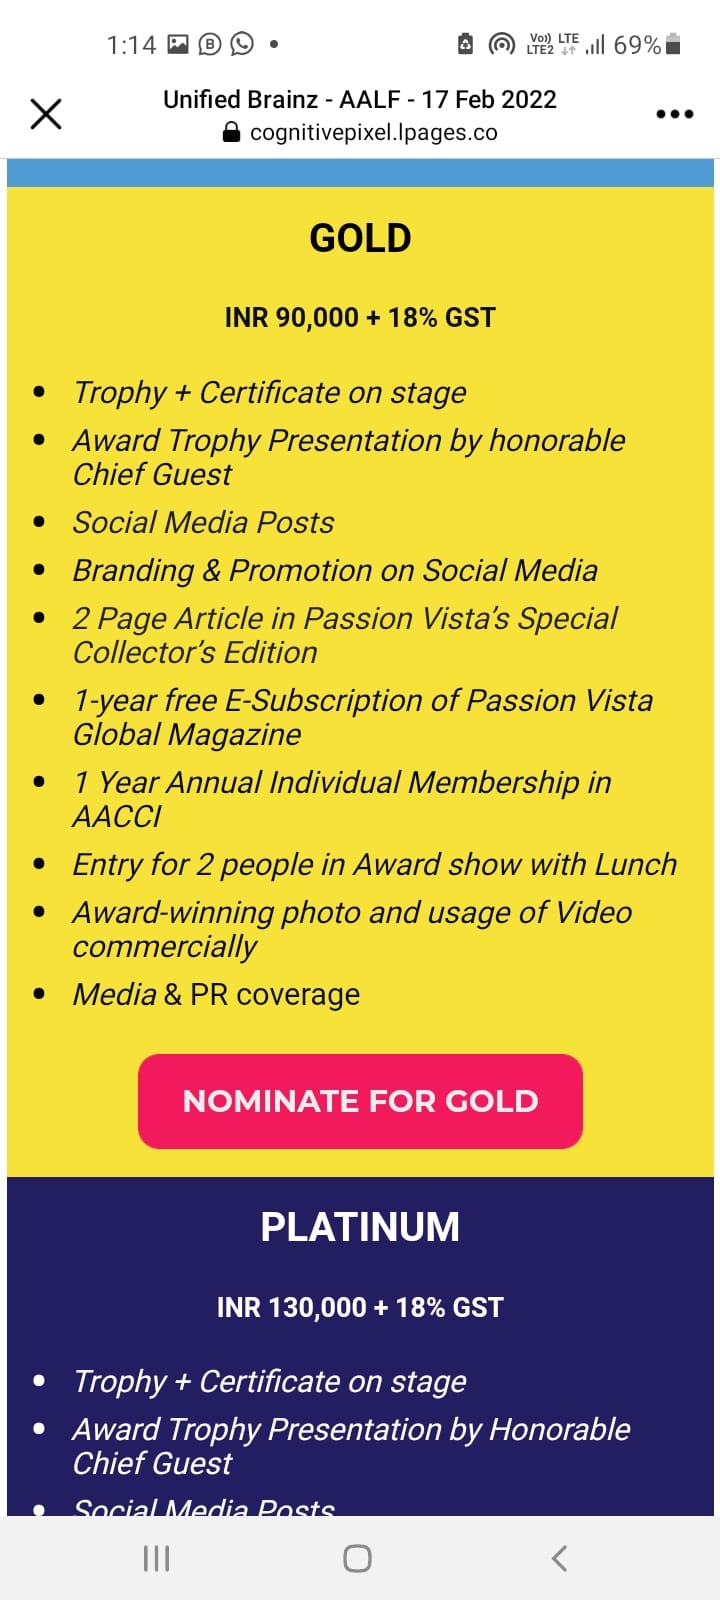 1:14
Vo)) LTE
LTE2
69%
Unified Brainz - AALF - 17 Feb 2022
cognitivepixel.lpages.co
GOLD
INR 90,000 + 18% GST
• Trophy + Certificate on stage
• Award Trophy Presentation by honorable
Chief Guest
• Social Media Posts
• Branding & Promotion on Social Media
• 2 Page Article in Passion Vista’s Special
Collector’s Edition
• 1-year free E-Subscription of Passion Vista
Global Magazine
• 1 Year Annual Individual Membership in
AACCI
• Entry for 2 people in Award show with Lunch
• Award-winning photo and usage of Video
commercially
• Media & PR coverage
NOMINATE FOR GOLD
PLATINUM
INR 130,000 + 18% GST
• Trophy + Certificate on stage
• Award Trophy Presentation by Honorable
Chief Guest
• Social Media Posts